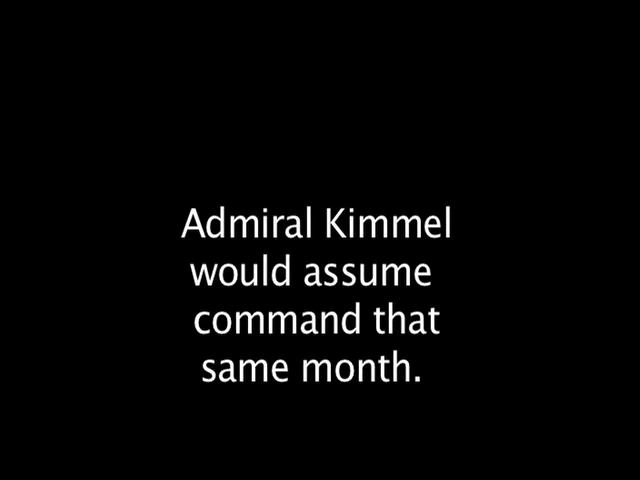 Admiral Kimmel
would assume
command that
same month.